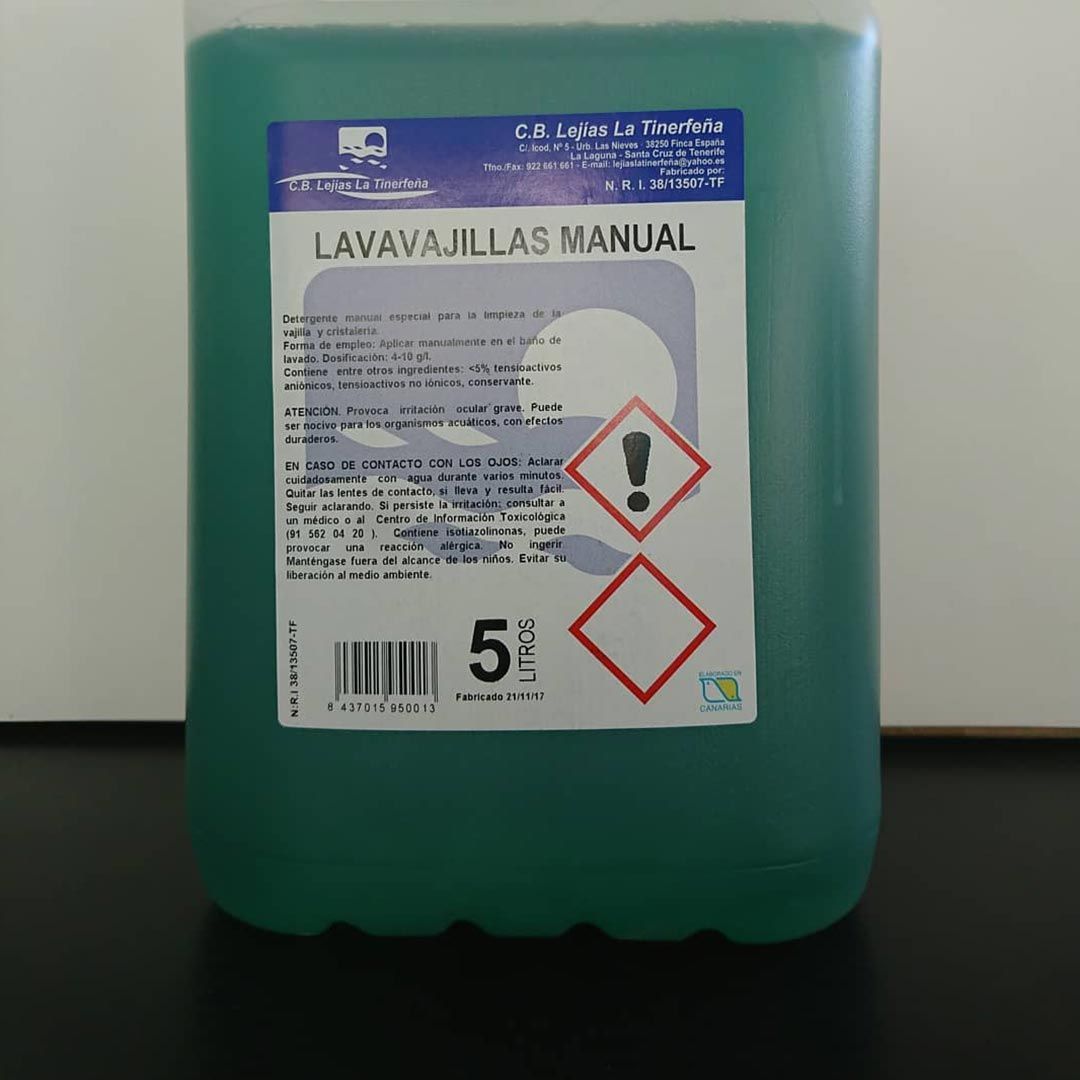 C.B. Lejías La Tinerfeña
C.B. Lejías La Tinerfeña
C/. Icod, Nº 5 - Urb. Las Nieves · 38250 Finca España
La Laguna - Santa Cruz de Tenerife
Tfno./Fax: 922 661 661 - E-mail: lejiaslatinerfeña@yahoo.es
Fabricado por:
N. R. I. 38/13507-TF
LAVAVAJILLAS MANUAL
Detergente manual especial para la limpieza de la
vajilla y cristalería.
Forma de empleo: Aplicar manualmente en el baño de
lavado. Dosificación: 4-10 g/l.
Contiene entre otros ingredientes: <5% tensioactivos
aniónicos, tensioactivos no iónicos, conservante.
ATENCIÓN. Provoca irritación ocular grave. Puede
ser nocivo para los organismos acuáticos, con efectos
duraderos.
EN CASO DE CONTACTO CON LOS OJOS: Aclarar
cuidadosamente con agua durante varios minutos.
Quitar las lentes de contacto, si lleva y resulta fácil.
Seguir aclarando. Si persiste la irritación: consultar a
un médico o al Centro de Información Toxicológica
(91 562 04 20 ). Contiene isotiazolinonas, puede
provocar una reacción alérgica. No ingerir.
Manténgase fuera del alcance de los niños. Evitar su
liberación al medio ambiente.
N.R.I 38/13507-TF
8 437015 950013
5 LITROS
Fabricado 21/11/17
ELABORADO EN
CANARIAS